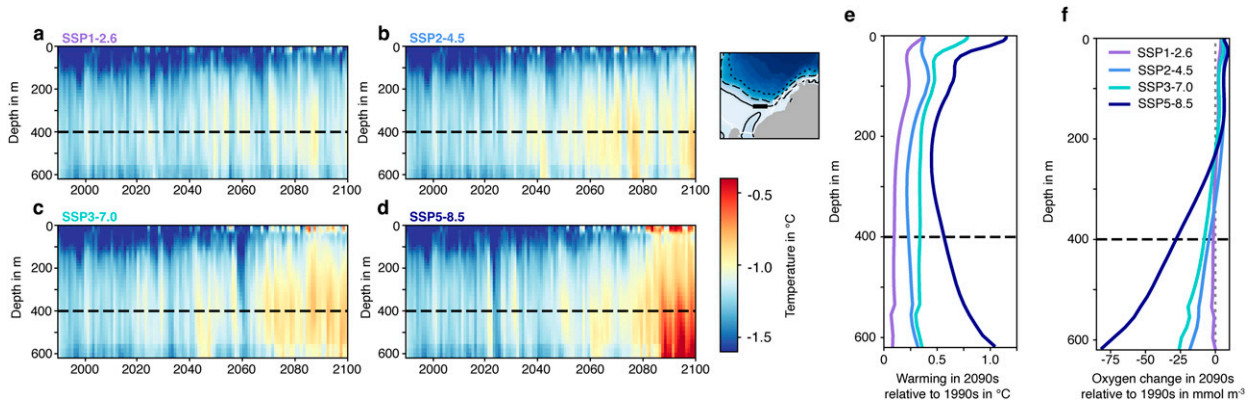 a SSP1-2.6
0
200
400
600
Depth in m
2000 2020 2040 2060 2080 2100
b SSP2-4.5
0
200
400
600
Depth in m
2000 2020 2040 2060 2080 2100
c SSP3-7.0
0
200
400
600
Depth in m
2000 2020 2040 2060 2080 2100
d SSP5-8.5
0
200
400
600
Depth in m
2000 2020 2040 2060 2080 2100
-0.5
-1.0
-1.5
Temperature in °C
e
0
200
400
600
Depth in m
0 0.5 1.0
Warming in 2090s
relative to 1990s in °C
f
0
200
400
600
Depth in m
SSP1-2.6
SSP2-4.5
SSP3-7.0
SSP5-8.5
-75 -50 -25 0
Oxygen change in 2090s
relative to 1990s in mmol m⁻³